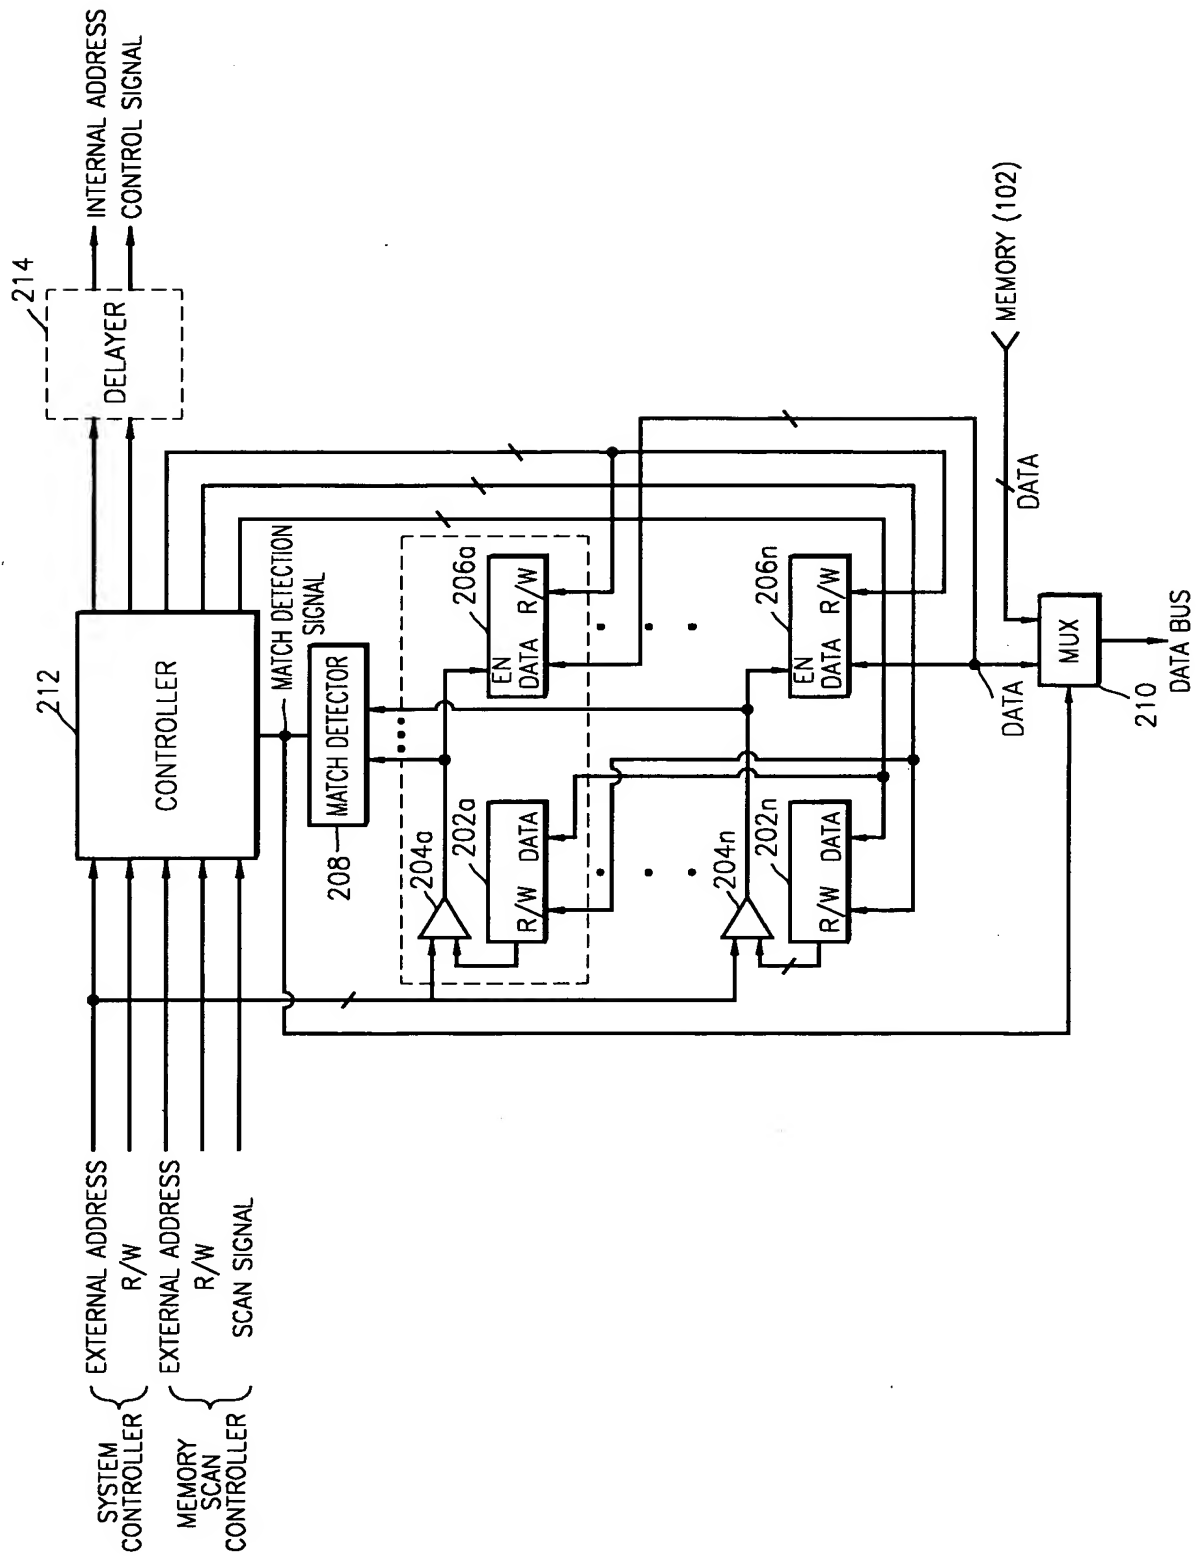 SYSTEM
CONTROLLER
EXTERNAL ADDRESS
R/W
MEMORY
SCAN
CONTROLLER
EXTERNAL ADDRESS
R/W
SCAN SIGNAL
212
CONTROLLER
214
DELAYER
INTERNAL ADDRESS
CONTROL SIGNAL
MATCH DETECTION
SIGNAL
208
MATCH DETECTOR
204a
202a
R/W DATA
206a
EN
DATA R/W
204n
202n
R/W DATA
206n
EN
DATA R/W
DATA
MEMORY (102)
DATA
210
MUX
DATA BUS